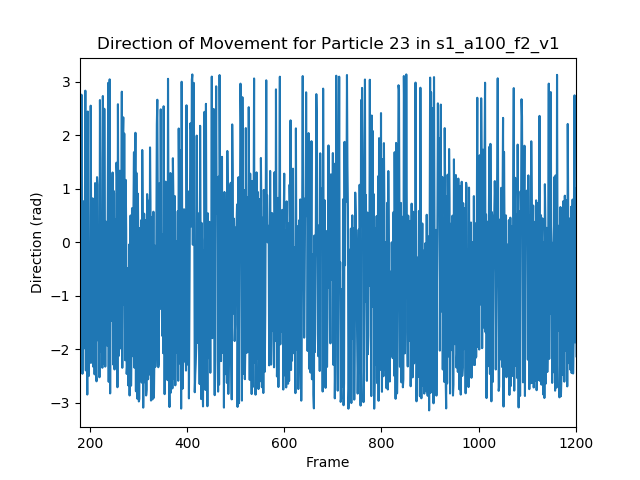 Direction of Movement for Particle 23 in s1_a100_f2_v1
3
2
1
0
−1
−2
−3
Direction (rad)
200 400 600 800 1000 1200
Frame